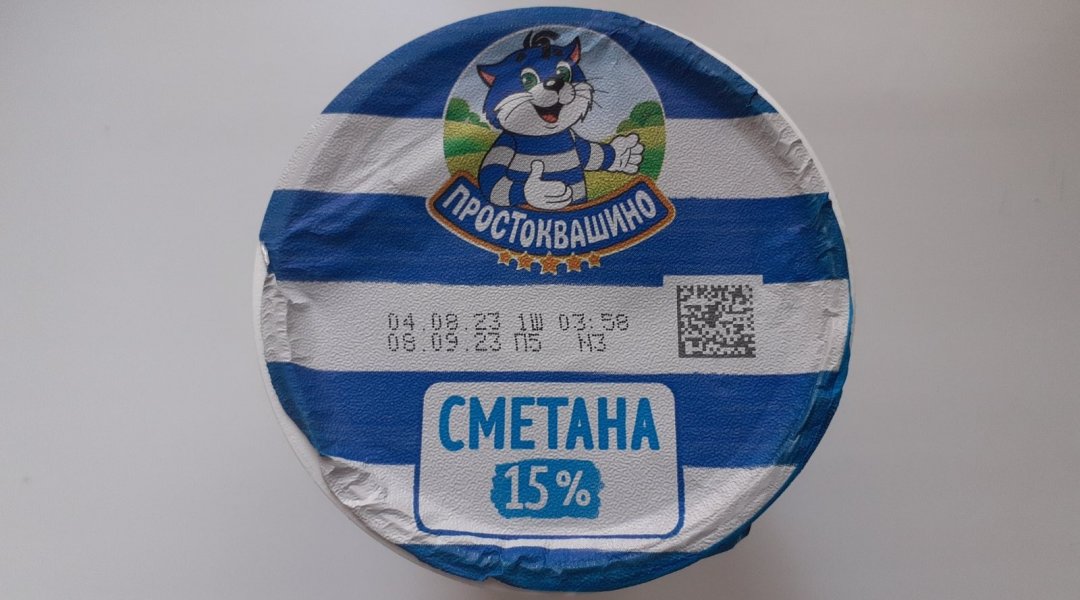 ПРОСТОКВАШИНО
04.08.23 1Ш 03:58
08.09.23 П5 N3
СМЕТАНА
15%